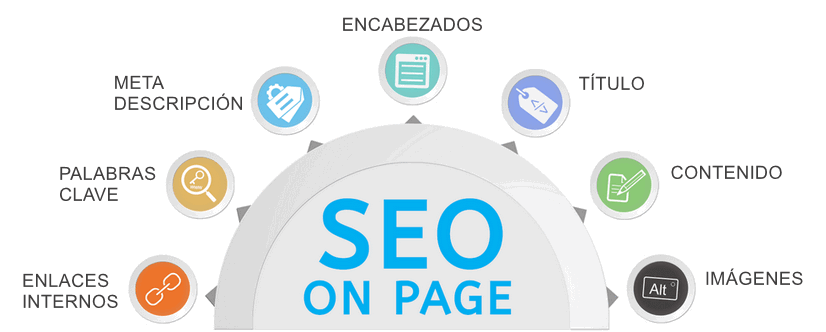 ENCABEZADOS
META
DESCRIPCIÓN
TÍTULO
PALABRAS
CLAVE
CONTENIDO
ENLACES
INTERNOS
IMÁGENES
Alt
SEO
ON PAGE